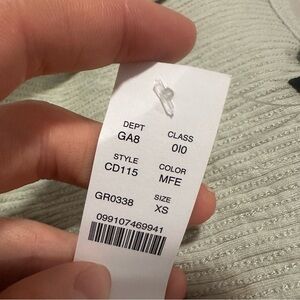 DEPT CLASS
GA8 0I0
STYLE COLOR
CD115 MFE
GR0338 SIZE
XS
099107469941